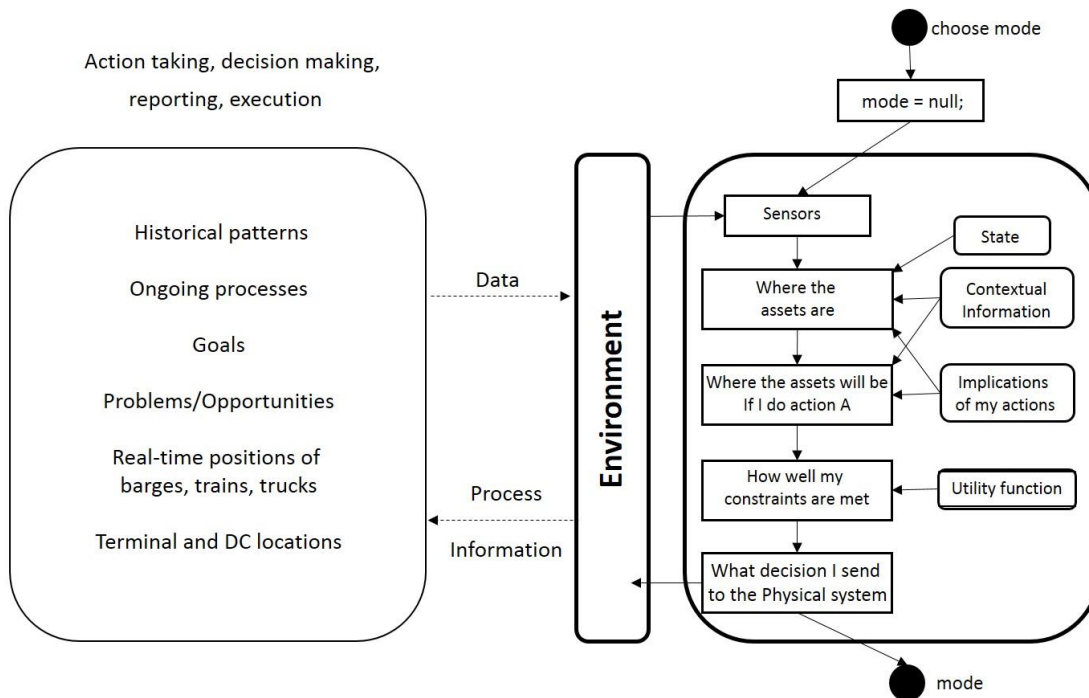 Action taking, decision making,
reporting, execution
Historical patterns
Ongoing processes
Goals
Problems/Opportunities
Real-time positions of
barges, trains, trucks
Terminal and DC locations
Data
Process
Information
Environment
choose mode
mode = null;
Sensors
State
Where the
assets are
Contextual
Information
Where the assets will be
If I do action A
Implications
of my actions
How well my
constraints are met
Utility function
What decision I send
to the Physical system
mode